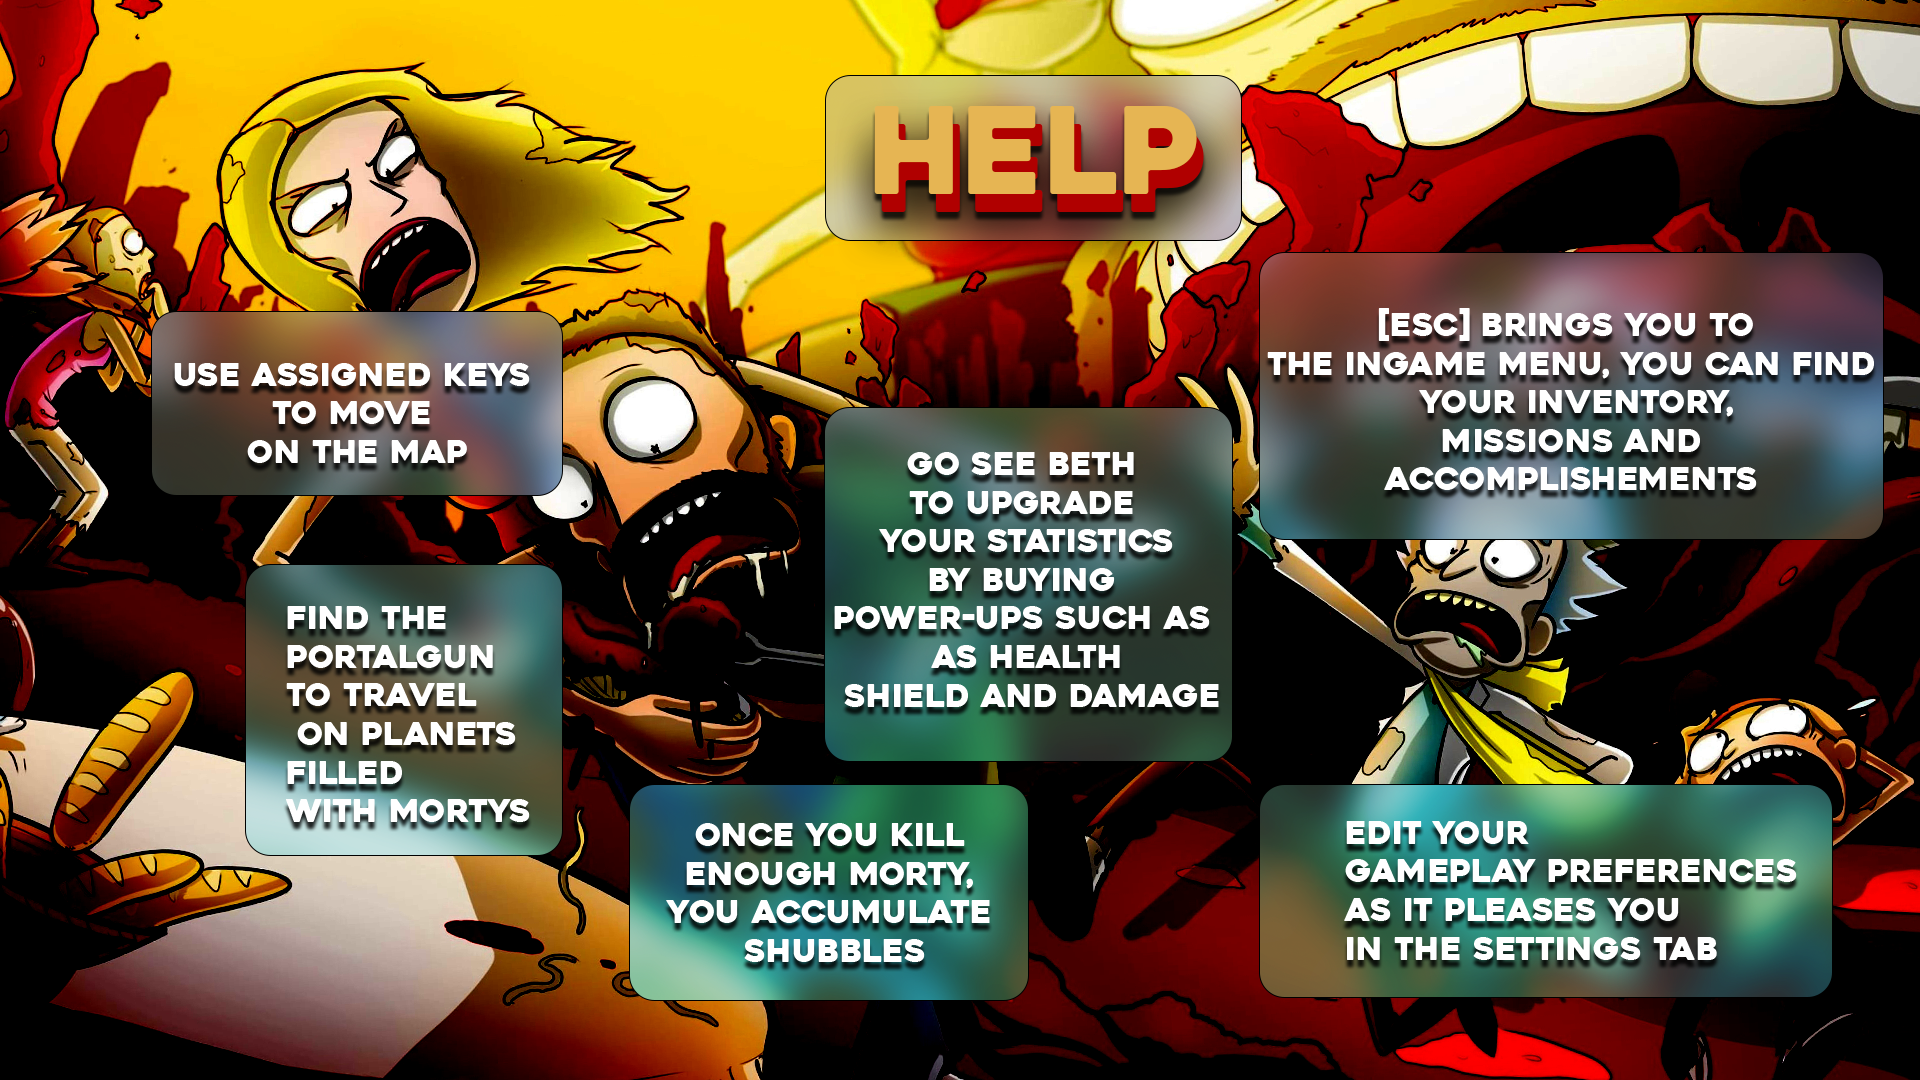 HELP
USE ASSIGNED KEYS
TO MOVE
ON THE MAP
FIND THE
PORTALGUN
TO TRAVEL
ON PLANETS
FILLED
WITH MORTYS
ONCE YOU KILL
ENOUGH MORTY,
YOU ACCUMULATE
SHUBBLES
GO SEE BETH
TO UPGRADE
YOUR STATISTICS
BY BUYING
POWER-UPS SUCH AS
AS HEALTH
SHIELD AND DAMAGE
[ESC] BRINGS YOU TO
THE INGAME MENU, YOU CAN FIND
YOUR INVENTORY,
MISSIONS AND
ACCOMPLISHEMENTS
EDIT YOUR
GAMEPLAY PREFERENCES
AS IT PLEASES YOU
IN THE SETTINGS TAB